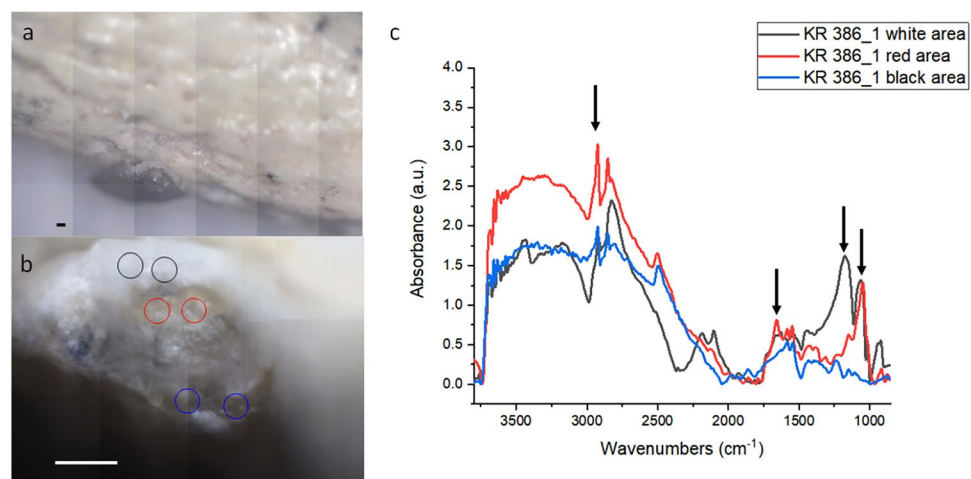 a
b
c
KR 386_1 white area
KR 386_1 red area
KR 386_1 black area
4.0
3.5
3.0
2.5
2.0
1.5
1.0
0.5
0.0
Absorbance (a.u.)
3500 3000 2500 2000 1500 1000
Wavenumbers (cm⁻¹)